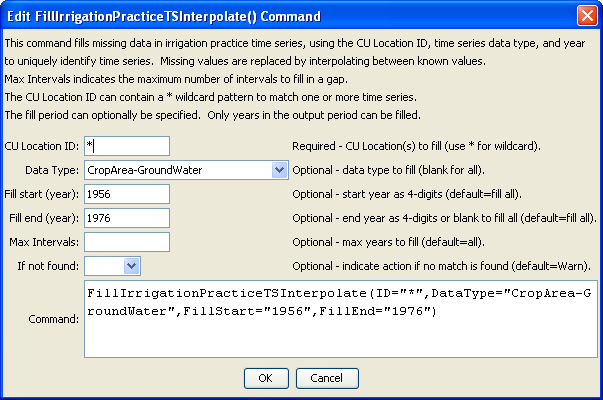 Edit FillIrrigationPracticeTSInterpolate() Command
This command fills missing data in irrigation practice time series, using the CU Location ID, time series data type, and year
to uniquely identify time series.  Missing values are replaced by interpolating between known values.
Max Intervals indicates the maximum number of intervals to fill in a gap.
The CU Location ID can contain a * wildcard pattern to match one or more time series.
The fill period can optionally be specified.  Only years in the output period can be filled.
CU Location ID: * Required - CU Location(s) to fill (use * for wildcard).
Data Type: CropArea-GroundWater Optional - data type to fill (blank for all).
Fill start (year): 1956 Optional - start year as 4-digits (default=fill all).
Fill end (year): 1976 Optional - end year as 4-digits or blank to fill all (default=fill all).
Max Intervals: Optional - max years to fill (default=all).
If not found: Optional - indicate action if no match is found (default=Warn).
FillIrrigationPracticeTSInterpolate(ID="*",DataType="CropArea-G
Command: roundWater",FillStart="1956",FillEnd="1976")
OK Cancel